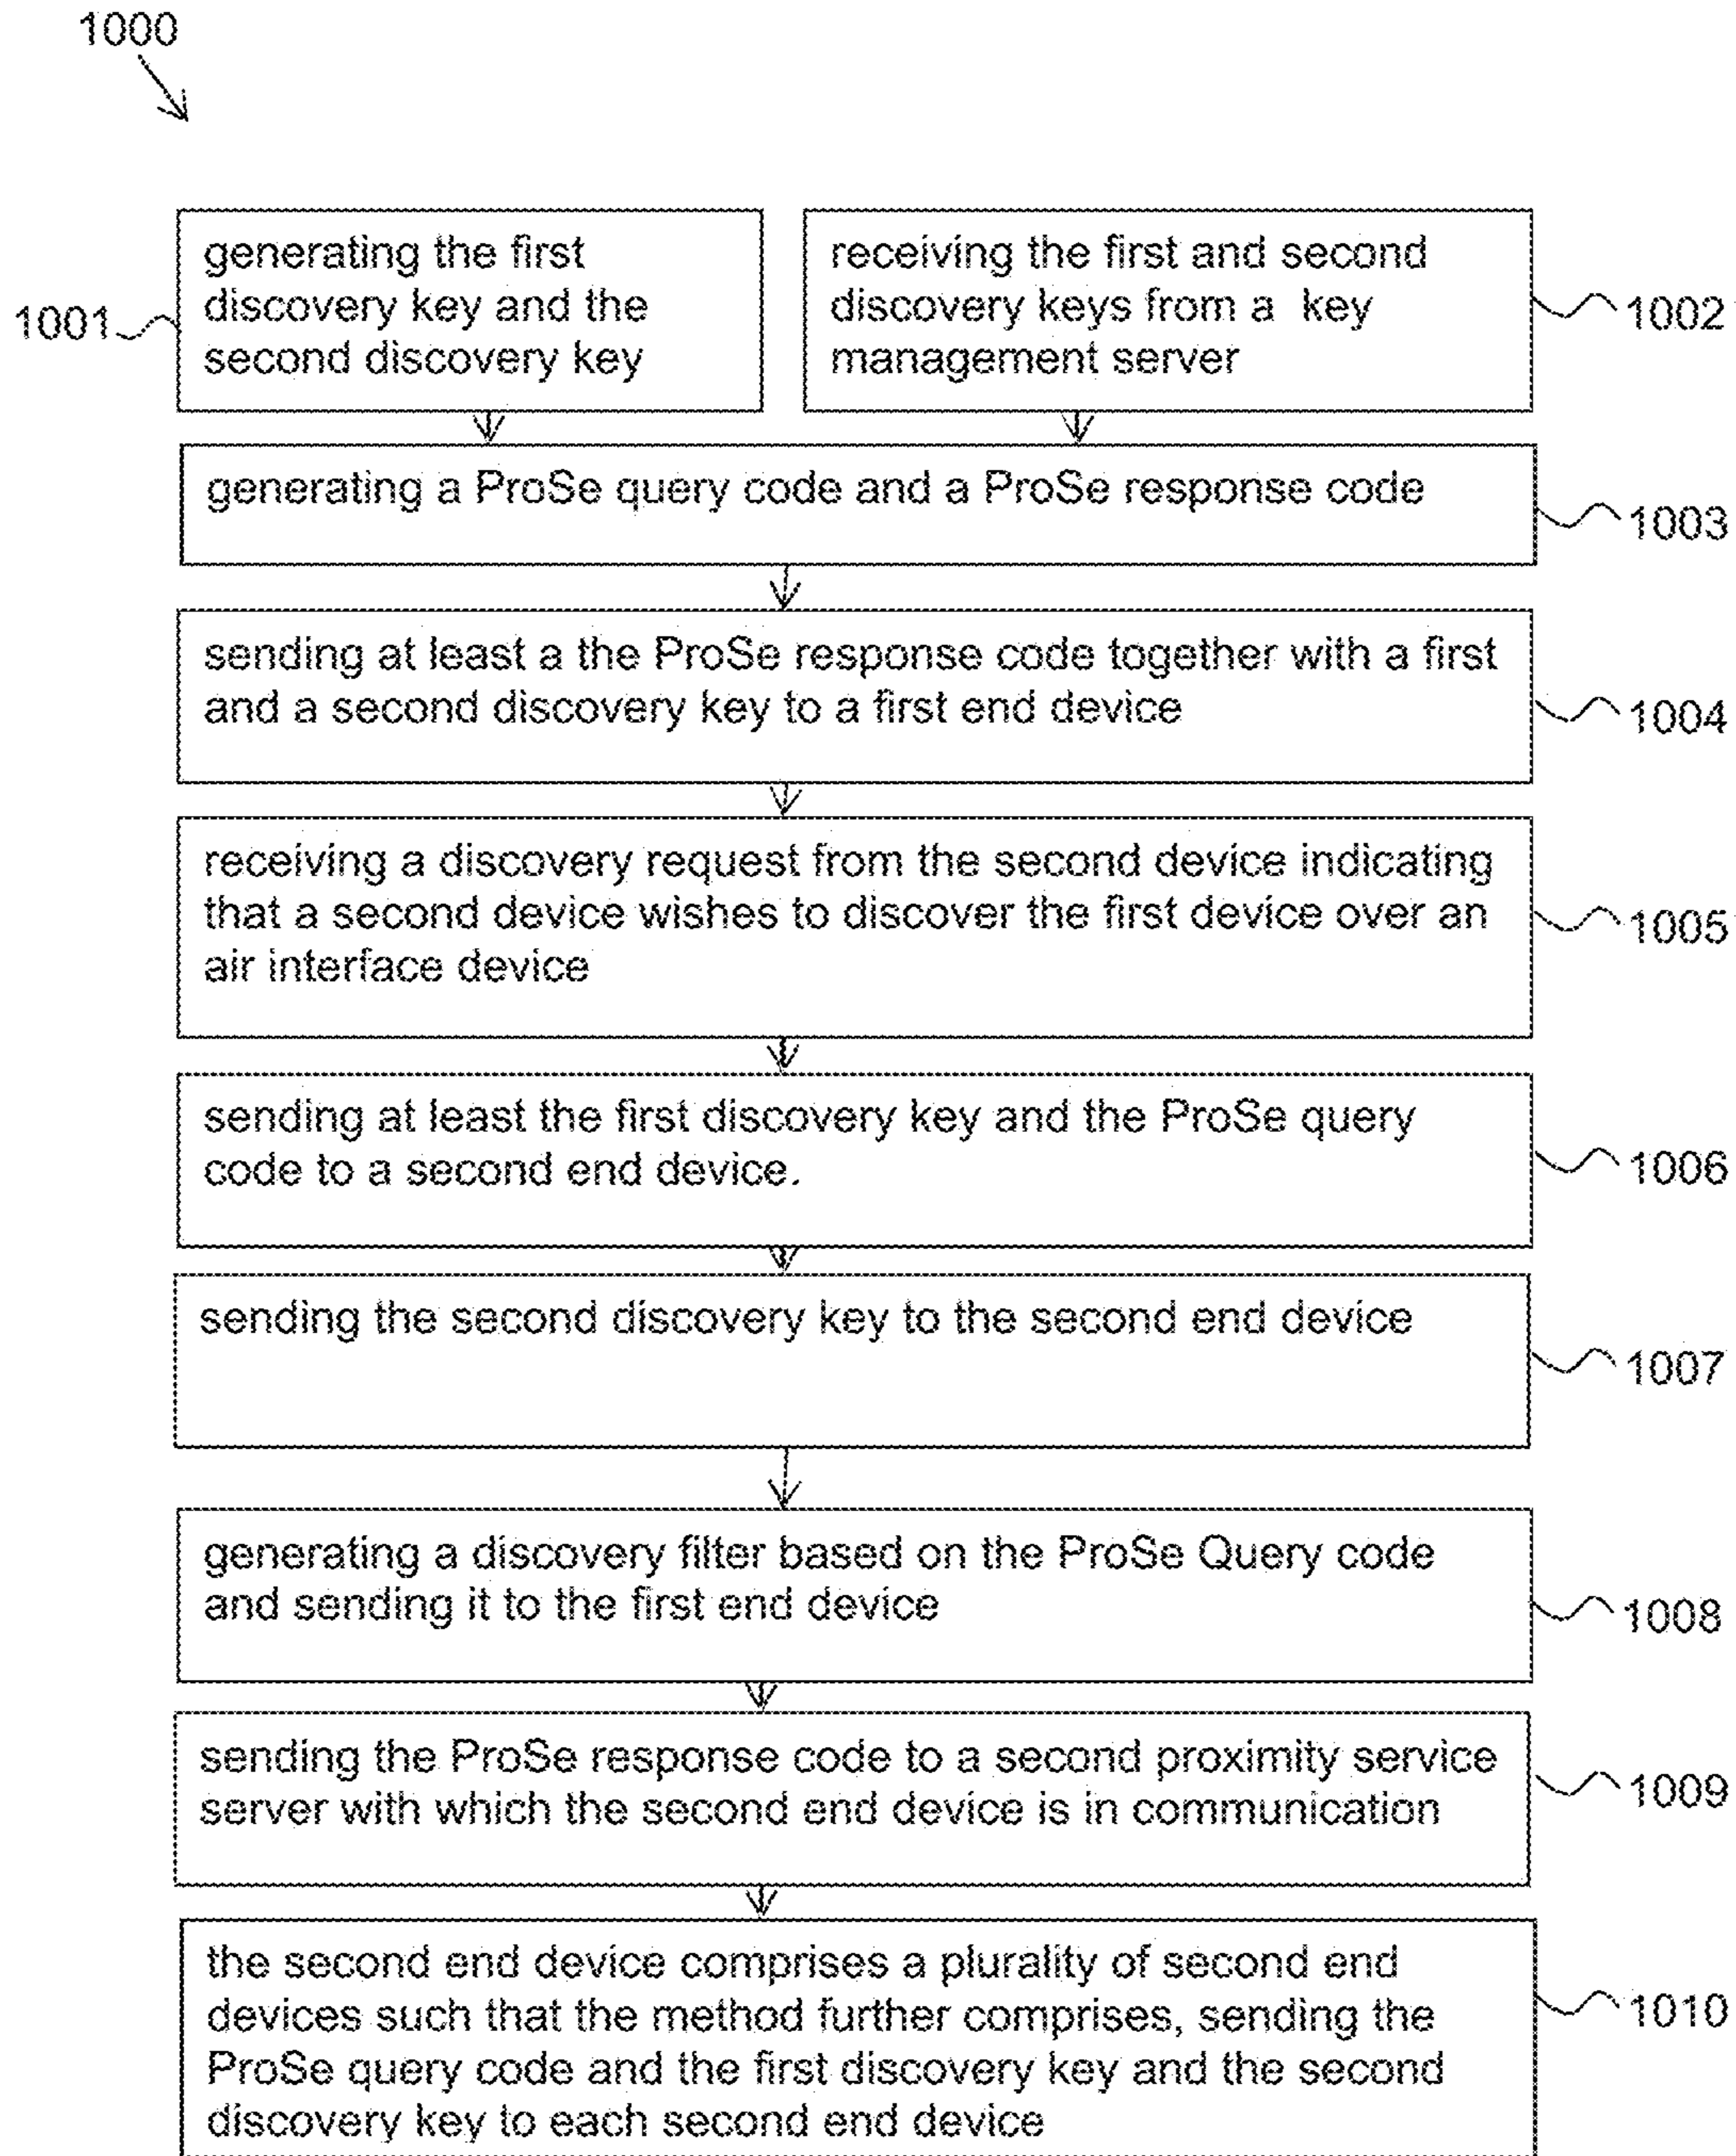 1000
generating the first
discovery key and the
second discovery key
1001
receiving the first and second
discovery keys from a key
management server
1002
generating a ProSe query code and a ProSe response code
1003
sending at least a the ProSe response code together with a first
and a second discovery key to a first end device
1004
receiving a discovery request from the second device indicating
that a second device wishes to discover the first device over an
air interface device
1005
sending at least the first discovery key and the ProSe query
code to a second end device.
1006
sending the second discovery key to the second end device
1007
generating a discovery filter based on the ProSe Query code
and sending it to the first end device
1008
sending the ProSe response code to a second proximity service
server with which the second end device is in communication
1009
the second end device comprises a plurality of second end
devices such that the method further comprises, sending the
ProSe query code and the first discovery key and the second
discovery key to each second end device
1010